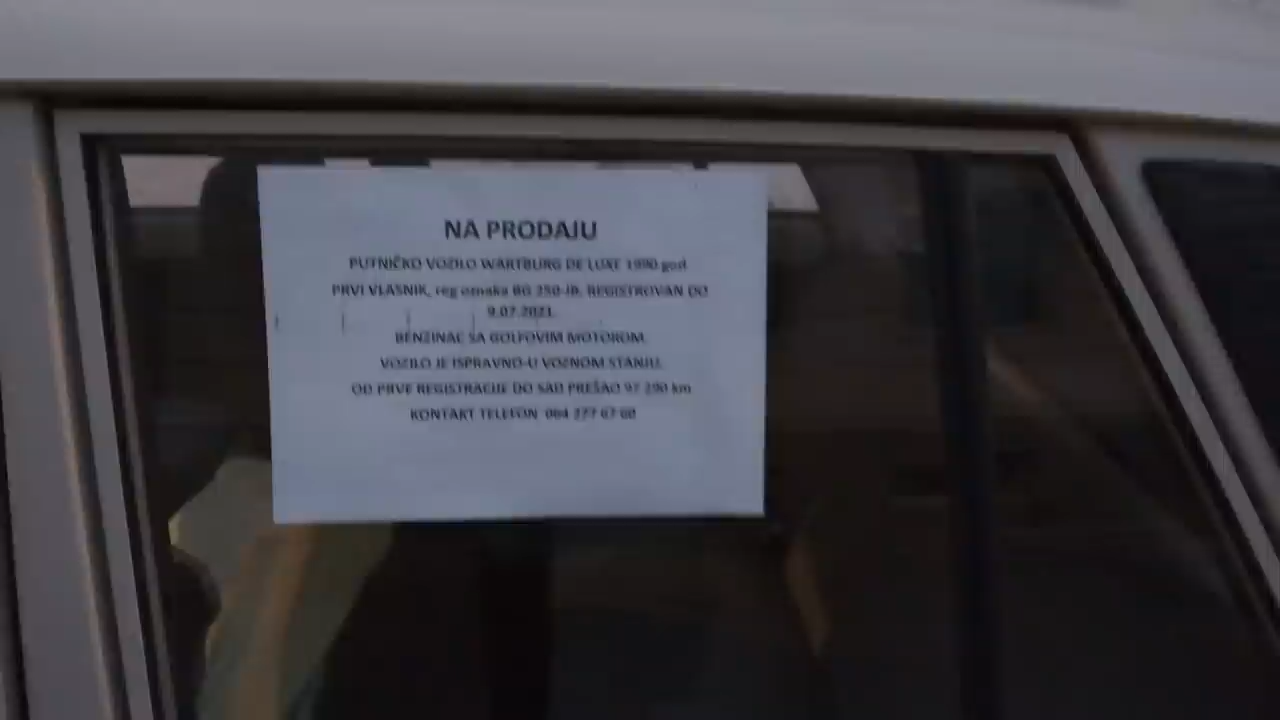 NA PRODAJU
PUTNIČKO VOZILO WARTBURG DE LUXE 1990 god
PRVI VLASNIK, reg oznaka BG 250-JB, REGISTROVAN DO
9.07.2021.
BENZINAC SA GOLFOVIM MOTOROM.
VOZILO JE ISPRAVNO-U VOZNOM STANJU.
OD PRVE REGISTRACIJE DO SAD PREŠAO 97 290 km
KONTAKT TELEFON 064 277 67 60